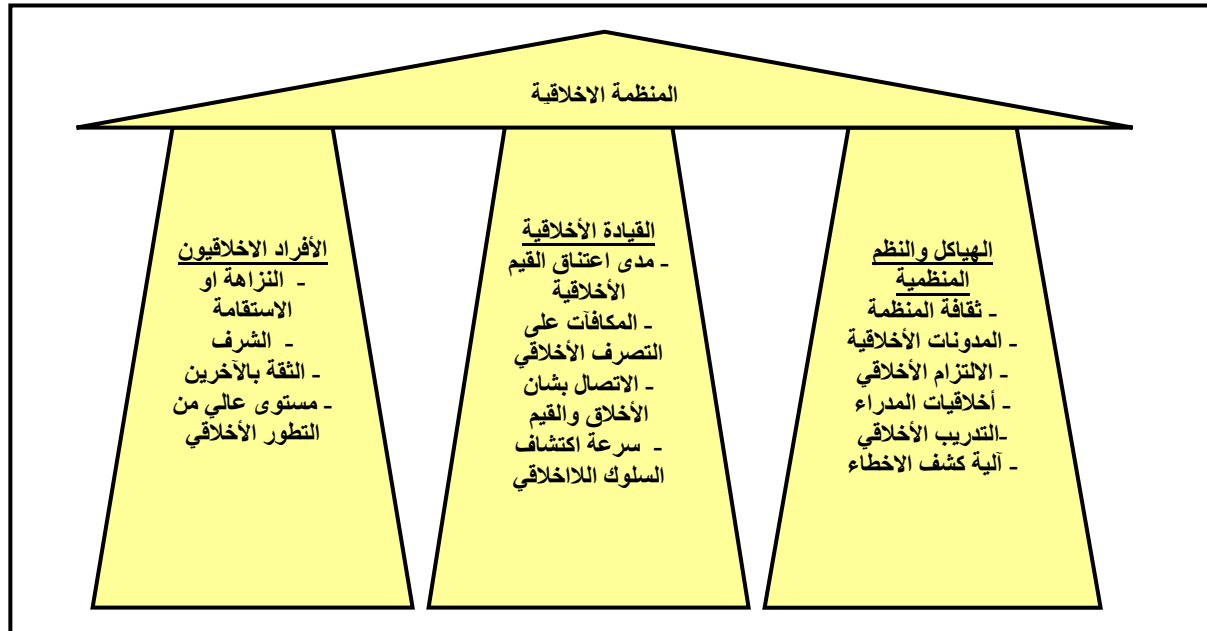 المنظمة الاخلاقية
الهياكل والنظم
المنظمية
- ثقافة المنظمة
- المدونات الأخلاقية
- الالتزام الأخلاقي
- أخلاقيات المدراء
-التدريب الأخلاقي
- آلية كشف الاخطاء
القيادة الأخلاقية
- مدى اعتناق القيم
الأخلاقية
- المكافآت على
التصرف الأخلاقي
- الاتصال بشان
الأخلاق والقيم
- سرعة اكتشاف
السلوك اللااخلاقي
الأفراد الاخلاقيون
- النزاهة او
الاستقامة
- الشرف
- الثقة بالآخرين
- مستوى عالي من
التطور الأخلاقي